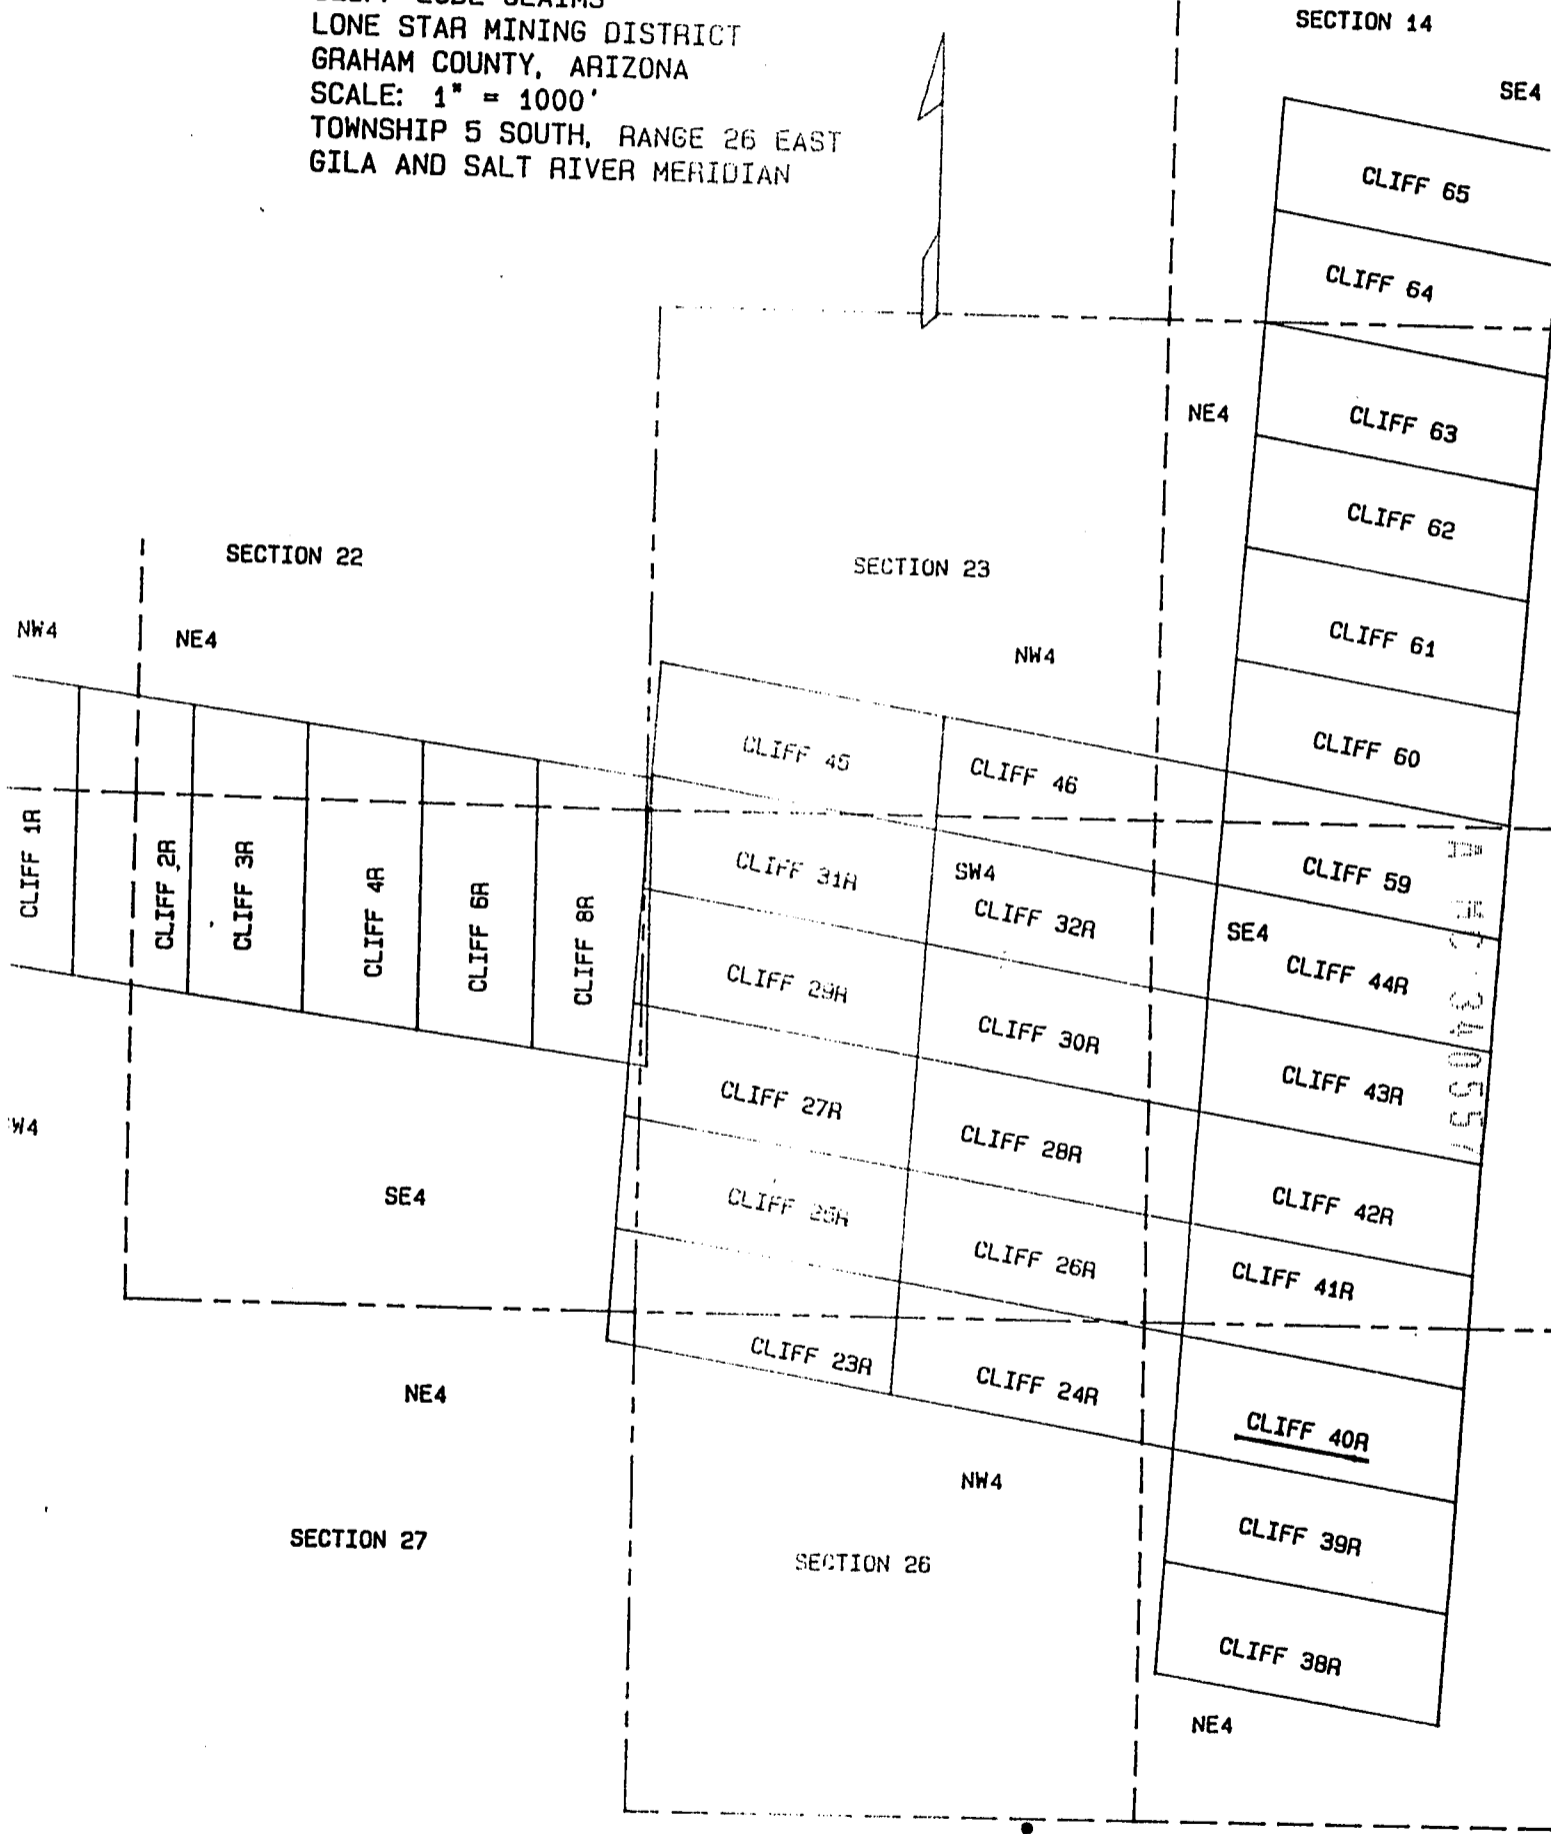 LONE STAR MINING DISTRICT
GRAHAM COUNTY, ARIZONA
SCALE: 1" = 1000'
TOWNSHIP 5 SOUTH, RANGE 26 EAST
GILA AND SALT RIVER MERIDIAN
SECTION 14
SE4
CLIFF 65
CLIFF 64
NE4
CLIFF 63
CLIFF 62
CLIFF 61
CLIFF 60
SECTION 22
SECTION 23
NW4
NE4
NW4
CLIFF 45
CLIFF 46
CLIFF 1R
CLIFF 2R
CLIFF 3R
CLIFF 4R
CLIFF 6R
CLIFF 8R
CLIFF 31R
SW4
CLIFF 32R
CLIFF 59
SE4
CLIFF 44R
CLIFF 29R
CLIFF 30R
CLIFF 43R
CLIFF 27R
CLIFF 28R
CLIFF 42R
W4
SE4
CLIFF 25R
CLIFF 26R
CLIFF 41R
CLIFF 23R
CLIFF 24R
CLIFF 40R
NE4
NW4
CLIFF 39R
SECTION 27
SECTION 26
CLIFF 38R
NE4